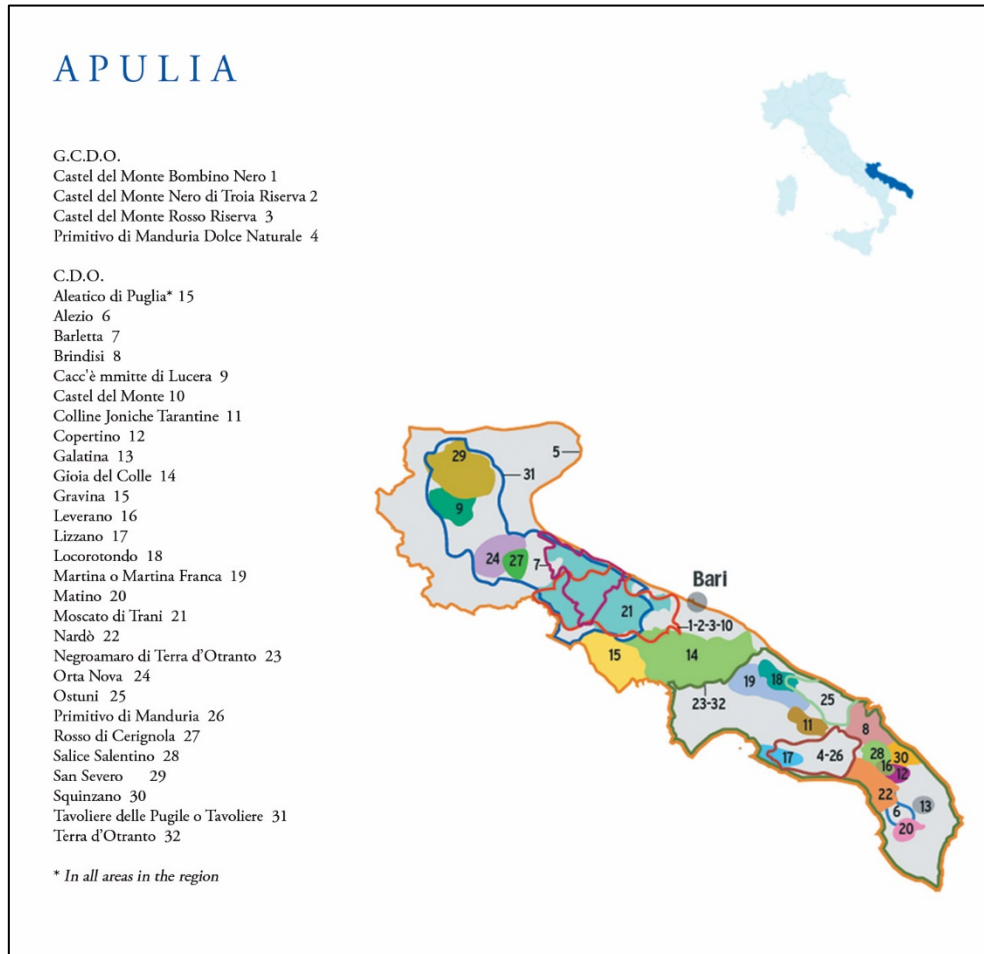 APULIA
G.C.D.O.
Castel del Monte Bombino Nero 1
Castel del Monte Nero di Troia Riserva 2
Castel del Monte Rosso Riserva 3
Primitivo di Manduria Dolce Naturale 4
C.D.O.
Aleatico di Puglia* 15
Alezio 6
Barletta 7
Brindisi 8
Cacc'è mmitte di Lucera 9
Castel del Monte 10
Colline Joniche Tarantine 11
Copertino 12
Galatina 13
Gioia del Colle 14
Gravina 15
Leverano 16
Lizzano 17
Locorotondo 18
Martina o Martina Franca 19
Matino 20
Moscato di Trani 21
Nardò 22
Negroamaro di Terra d'Otranto 23
Orta Nova 24
Ostuni 25
Primitivo di Manduria 26
Rosso di Cerignola 27
Salice Salentino 28
San Severo 29
Squinzano 30
Tavoliere delle Pugile o Tavoliere 31
Terra d'Otranto 32
* In all areas in the region
5
29
31
9
24
27
7
Bari
21
1-2-3-10
15
14
19
18
23-32
25
11
8
17
4-26
28
30
16
12
22
6
13
20